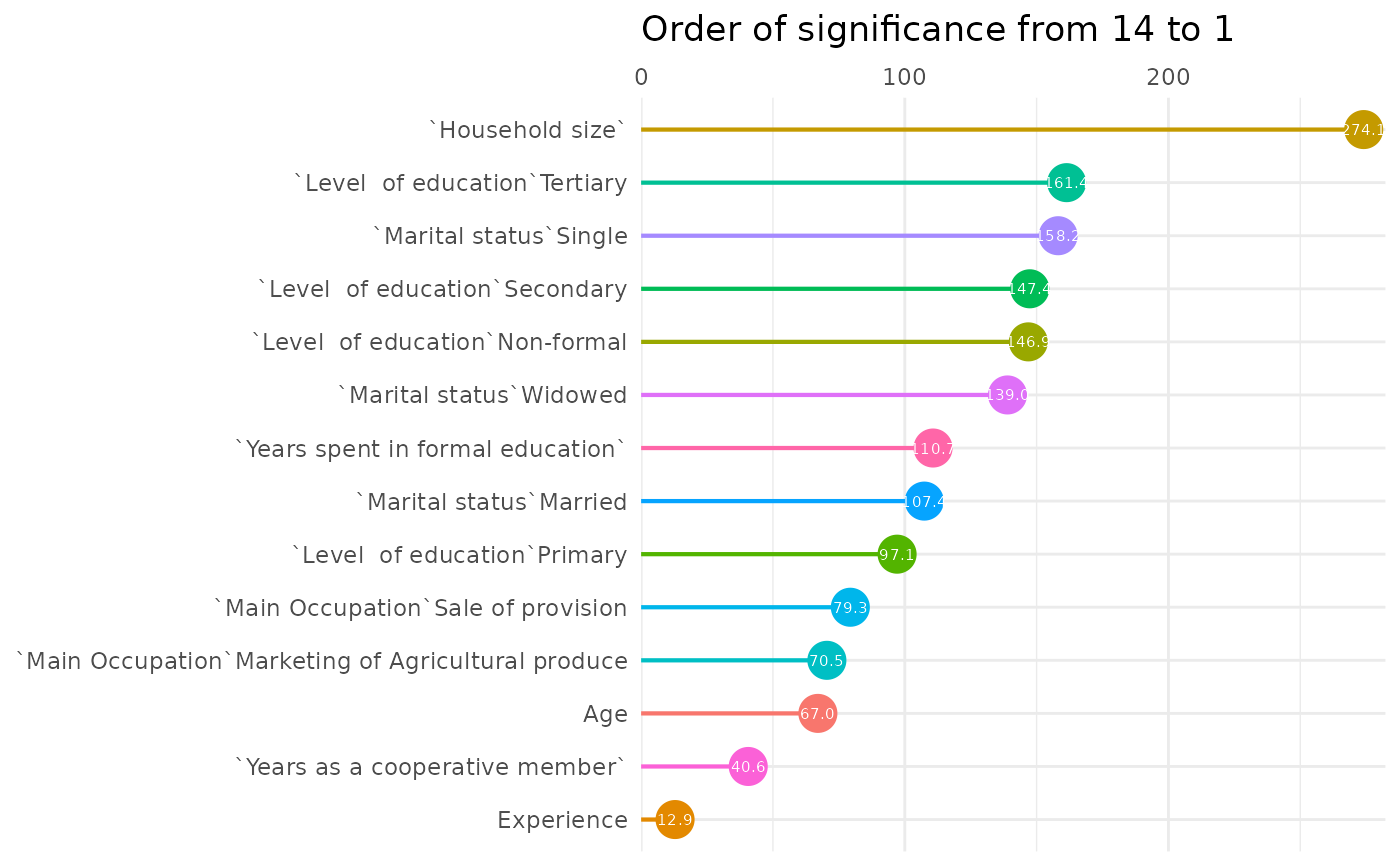 Order of significance from 14 to 1
0 100 200
`Household size` 274.1
`Level  of education`Tertiary 161.4
`Marital status`Single 158.2
`Level  of education`Secondary 147.4
`Level  of education`Non-formal 146.9
`Marital status`Widowed 139.0
`Years spent in formal education` 110.7
`Marital status`Married 107.4
`Level  of education`Primary 97.1
`Main Occupation`Sale of provision 79.3
`Main Occupation`Marketing of Agricultural produce 70.5
Age 67.0
`Years as a cooperative member` 40.6
Experience 12.9